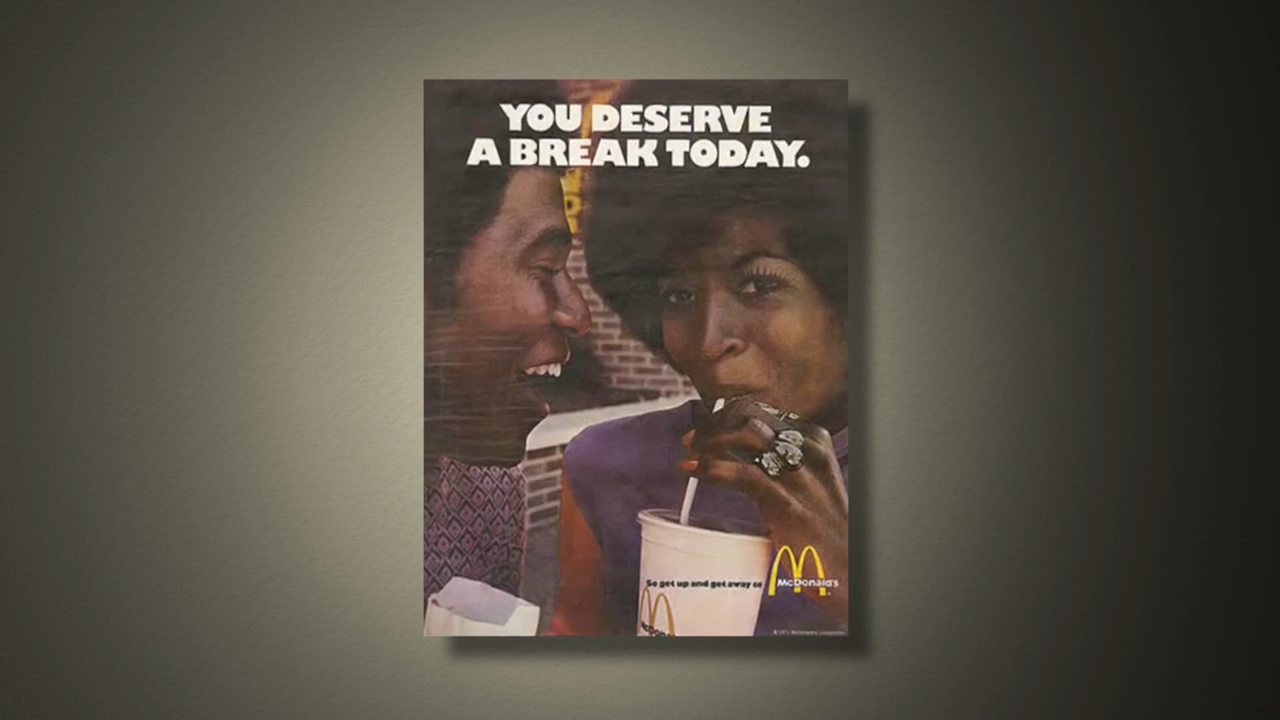 YOU DESERVE
A BREAK TODAY.
So get up and get away to
McDonald's